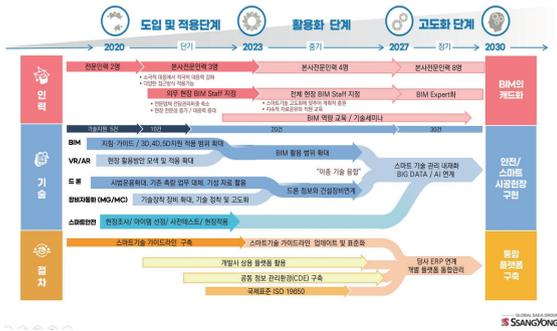 도입 및 적용단계
활용화 단계
고도화 단계
2020
단기
2023
중기
2027
장기
2030
인력
전문인력 2명
본사전문인력 3명
본사전문인력 4명
본사전문인력 8명
BIM의
캐드화
의무 현장 BIM Staff 지정
전체 현장 BIM Staff 지정
BIM Expert화
BIM 역량 교육 / 기술세미나
기술지원 5건
10건
20건
30건
기술
BIM
지침·가이드 / 3D,4D,5D지원 적용 범위 확대
BIM 활용 범위 확대
VR/AR
현장 활용방안 모색 및 적용 확대
"이종 기술 융합"
스마트 기술 관리 내재화
BIG DATA / AI 연계
안전/
스마트
시공현장
구현
드 론
시범운용확대, 기존 측량 업무 대체, 기성 자료 활용
드론 정보와 건설장비연계
장비자동화 (MG/MC)
기술장착 장비 확대, 기술 정착 및 고도화
스마트안전
현장조사/ 아이템 선정/ 사전테스트/ 현장적용
절차
스마트기술 가이드라인 구축
스마트기술 가이드라인 업데이트 및 표준화
개발사 상용 플랫폼 활용
당사 ERP 연계
개별 플랫폼 통합관리
통합
플랫폼
구축
공통 정보 관리환경(CDE) 구축
국제표준 ISO 19650
GLOBAL SAEA GROUP
SSANGYONG